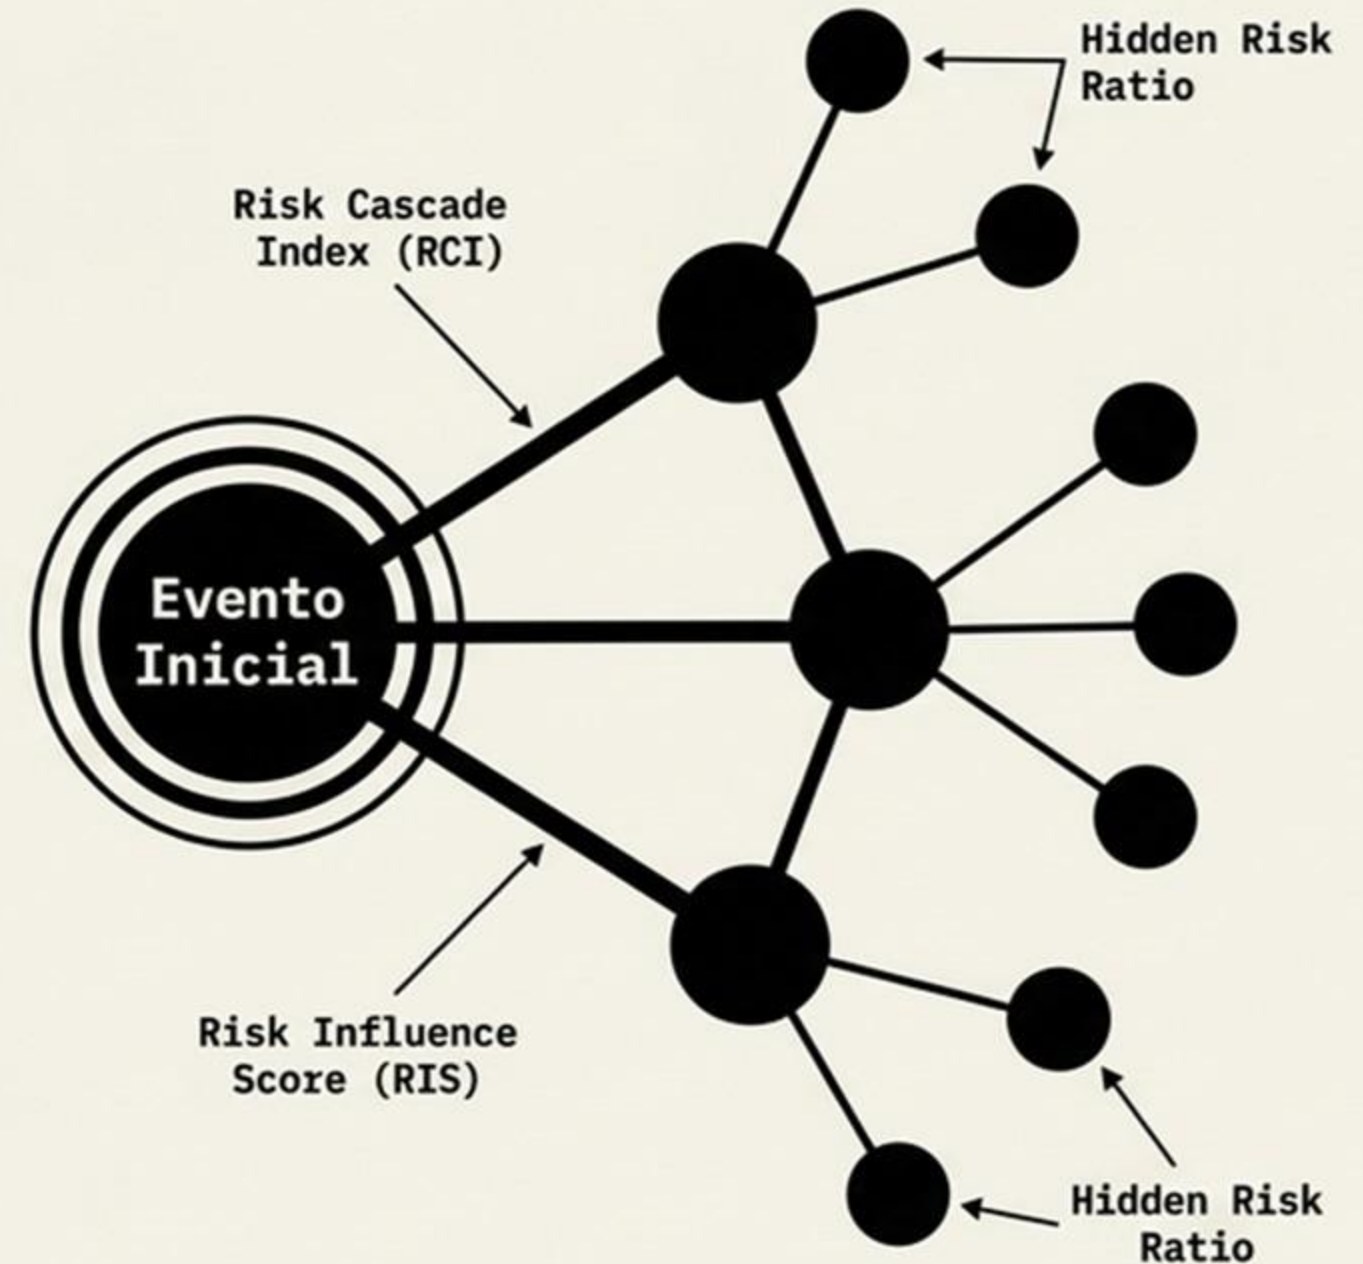 Hidden Risk
Ratio
Risk Cascade
Index (RCI)
Evento
Inicial
Risk Influence
Score (RIS)
Hidden Risk
Ratio